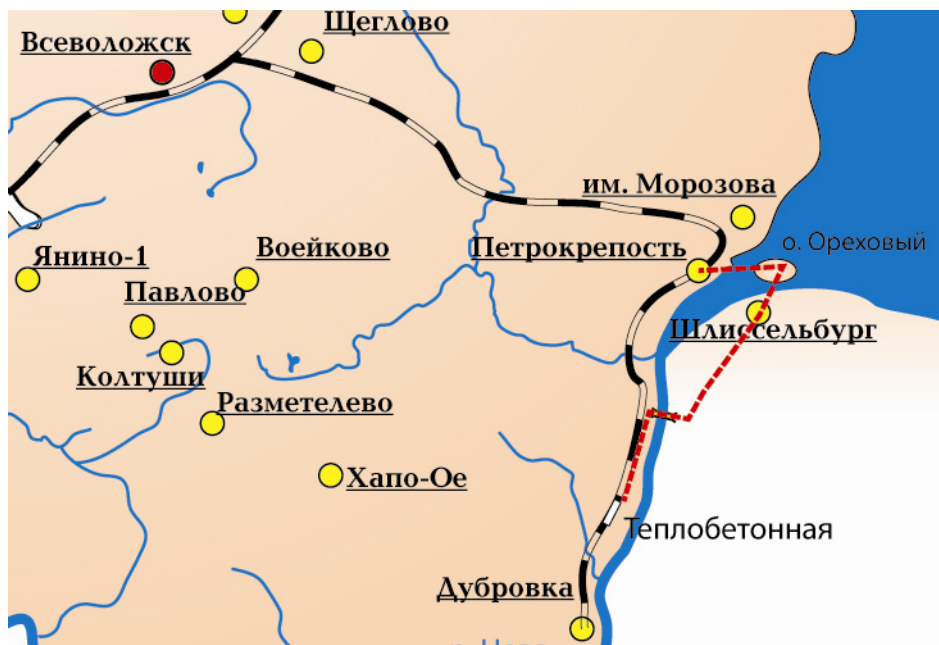 Щеглово
Всеволожск
им. Морозова
о. Ореховый
Воейково
Петрокрепость
Янино-1
Павлово
Шлиссельбург
Колтуши
Разметелево
Хапо-Ое
Теплобетонная
Дубровка